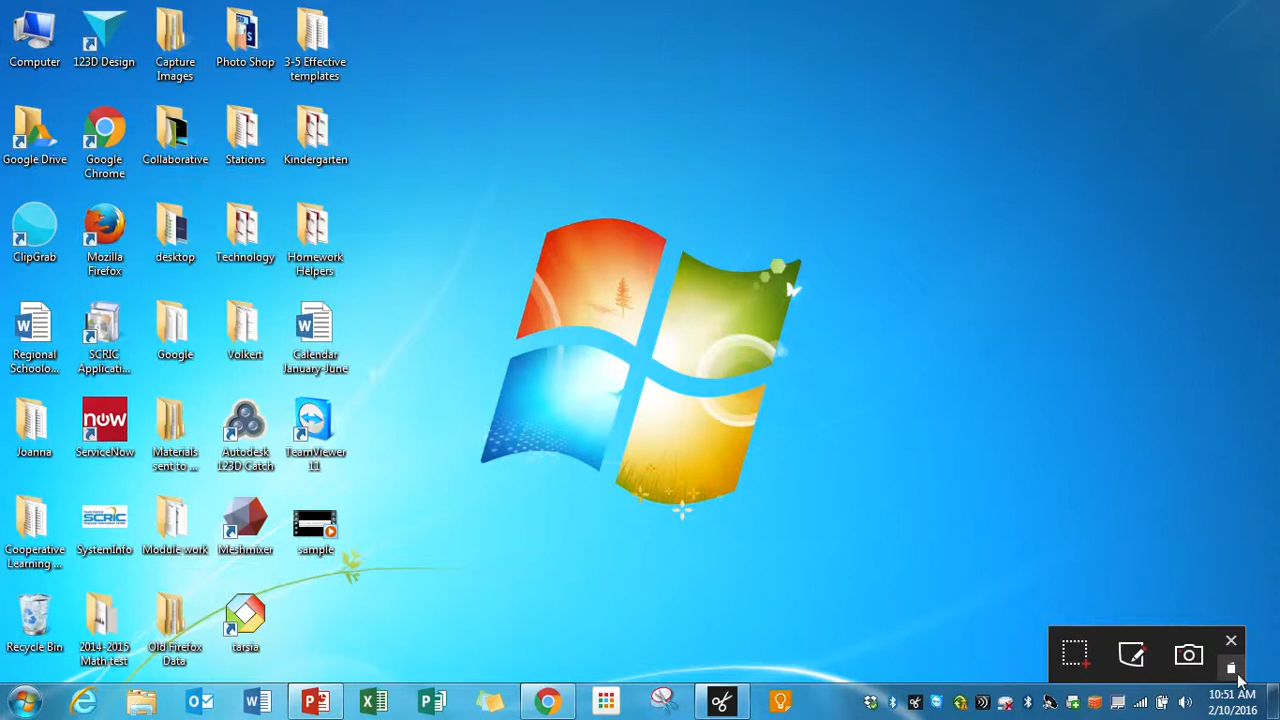 Computer
123D Design
Capture
Images
Photo Shop
3-5 Effective
templates
Google Drive
Google
Chrome
Collaborative
Stations
Kindergarten
ClipGrab
Mozilla
Firefox
desktop
Technology
Homework
Helpers
Regional
Schoolo...
SCRIC
Applicati...
Google
Volkert
Calendar
January-June
Joanna
now
ServiceNow
Materials
sent to ...
Autodesk
123D Catch
TeamViewer
11
Cooperative
Learning ...
SCRIC
SystemInfo
Module work
Meshmixer
sample
Recycle Bin
2014-2015
Math test
Old Firefox
Data
tarsia
10:51 AM
2/10/2016